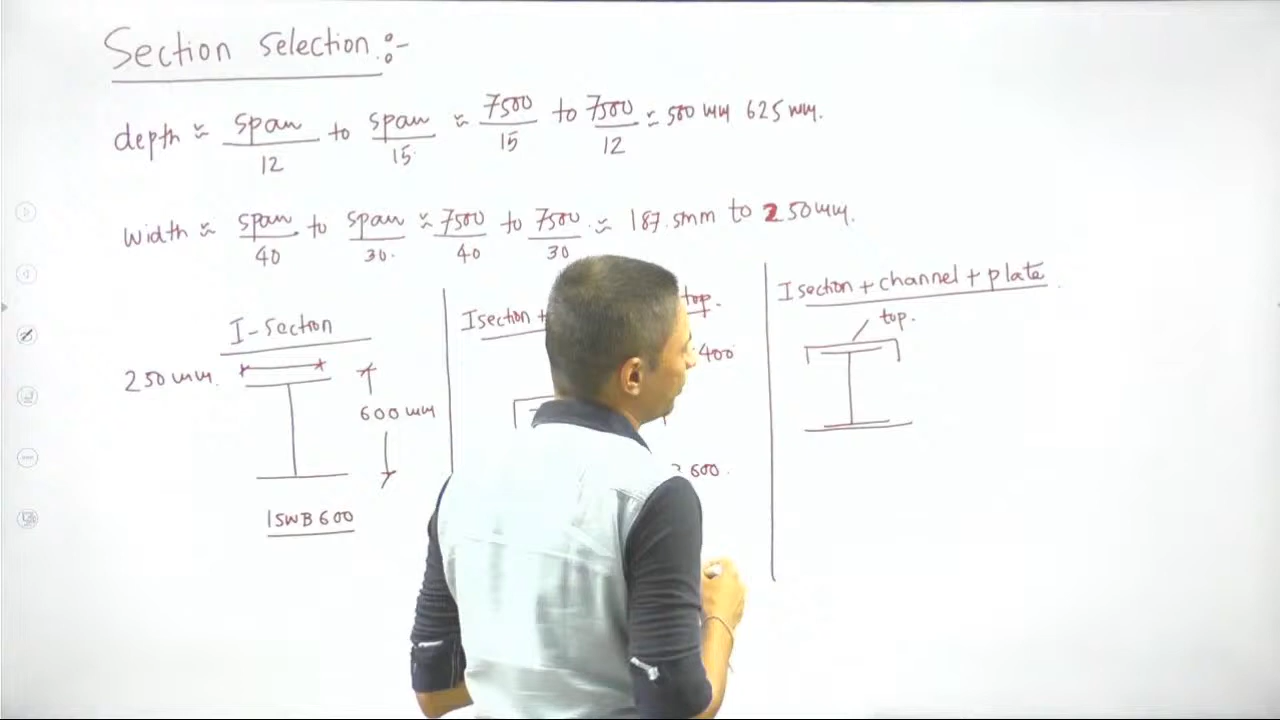 Section Selection :-
depth ≈ span/12 to span/15 ≈ 7500/15 to 7500/12 ≈ 500 mm 625 mm.
width ≈ span/40 to span/30. ≈ 7500/40 to 7500/30 ≈ 187.5mm to 250mm.
I-Section
250 mm.
600 mm
ISWB 600
I section +
top.
400
600.
I section + channel + plate
top.